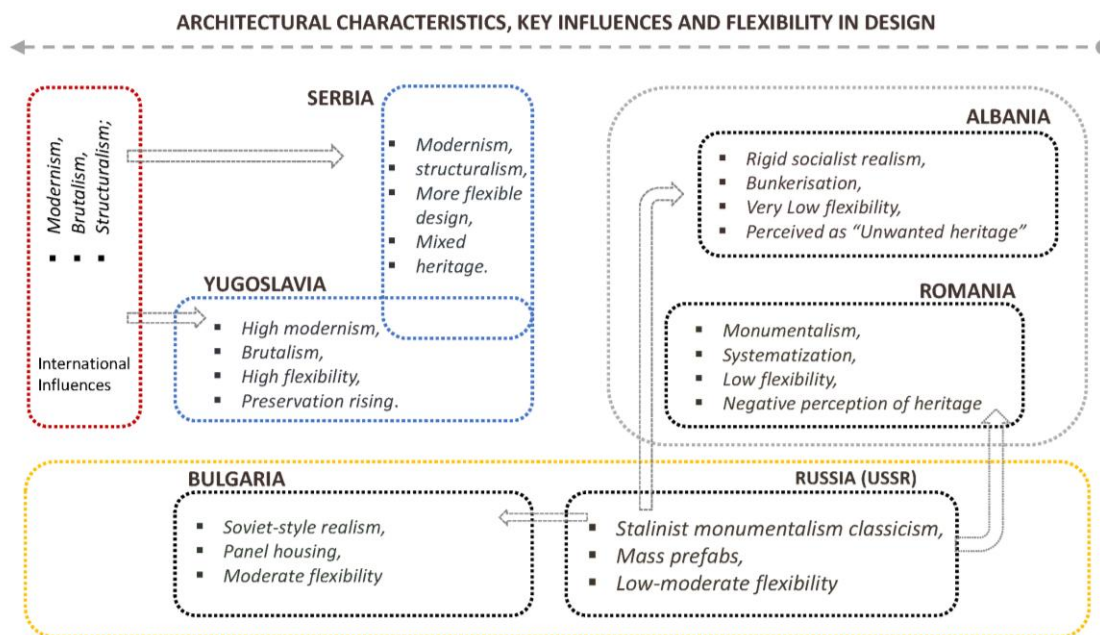 ARCHITECTURAL CHARACTERISTICS, KEY INFLUENCES AND FLEXIBILITY IN DESIGN
Modernism,
Brutalism,
Structuralism;
International
Influences
SERBIA
Modernism,
structuralism,
More flexible
design,
Mixed
heritage.
YUGOSLAVIA
High modernism,
Brutalism,
High flexibility,
Preservation rising.
ALBANIA
Rigid socialist realism,
Bunkerisation,
Very Low flexibility,
Perceived as “Unwanted heritage”
ROMANIA
Monumentalism,
Systematization,
Low flexibility,
Negative perception of heritage
BULGARIA
Soviet-style realism,
Panel housing,
Moderate flexibility
RUSSIA (USSR)
Stalinist monumentalism classicism,
Mass prefabs,
Low-moderate flexibility